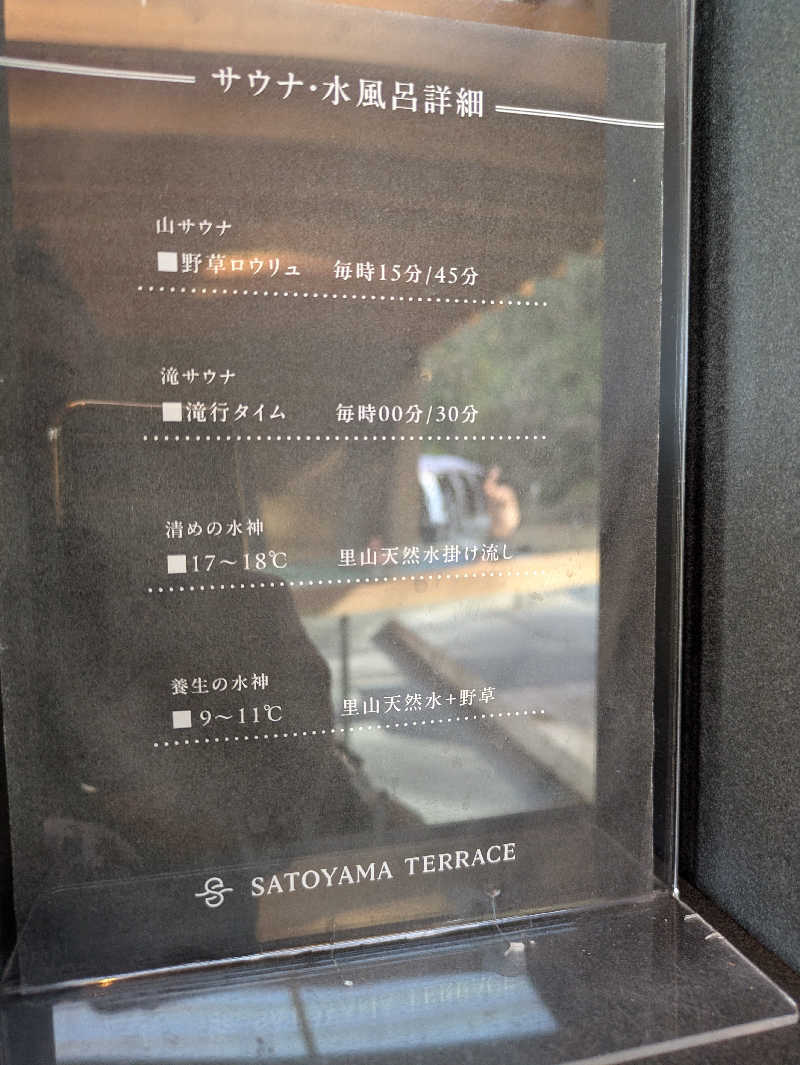 サウナ・水風呂詳細
山サウナ
■野草ロウリュ 毎時15分/45分
滝サウナ
■滝行タイム 毎時00分/30分
清めの水神
■17〜18℃ 里山天然水掛け流し
養生の水神
■9〜11℃ 里山天然水+野草
SATOYAMA TERRACE